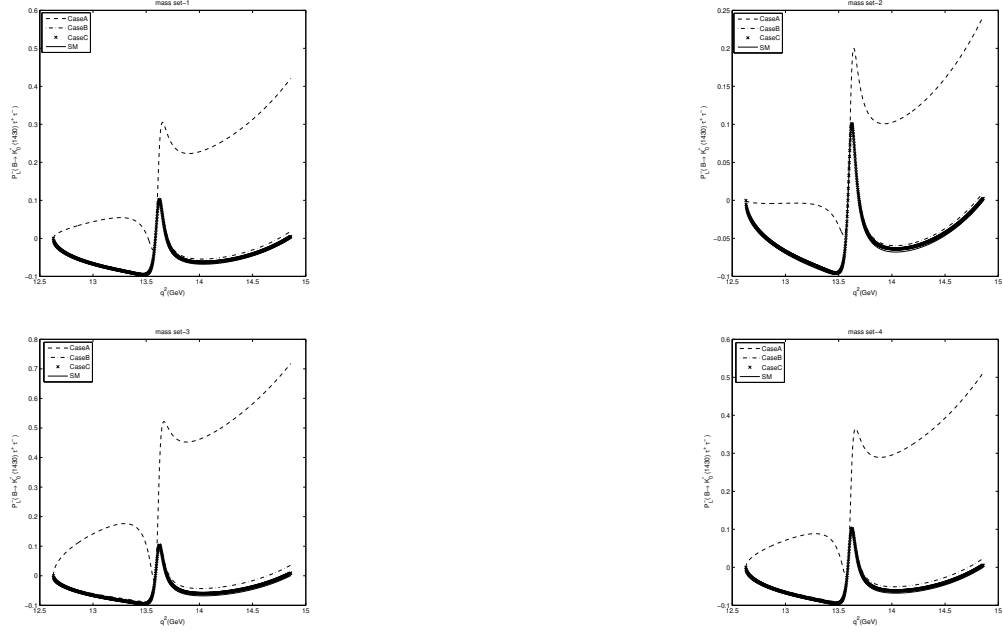 mass set-1
CaseA
CaseB
CaseC
SM
0.6
0.5
0.4
0.3
0.2
0.1
0
−0.1
12.5
13
13.5
14
14.5
15
q²(GeV)
mass set-2
CaseA
CaseB
CaseC
SM
0.25
0.2
0.15
0.1
0.05
0
−0.05
−0.1
12.5
13
13.5
14
14.5
15
q²(GeV)
mass set-3
CaseA
CaseB
CaseC
SM
0.8
0.7
0.6
0.5
0.4
0.3
0.2
0.1
0
−0.1
12.5
13
13.5
14
14.5
15
q²(GeV)
mass set-4
CaseA
CaseB
CaseC
SM
0.6
0.5
0.4
0.3
0.2
0.1
0
−0.1
12.5
13
13.5
14
14.5
15
q²(GeV)